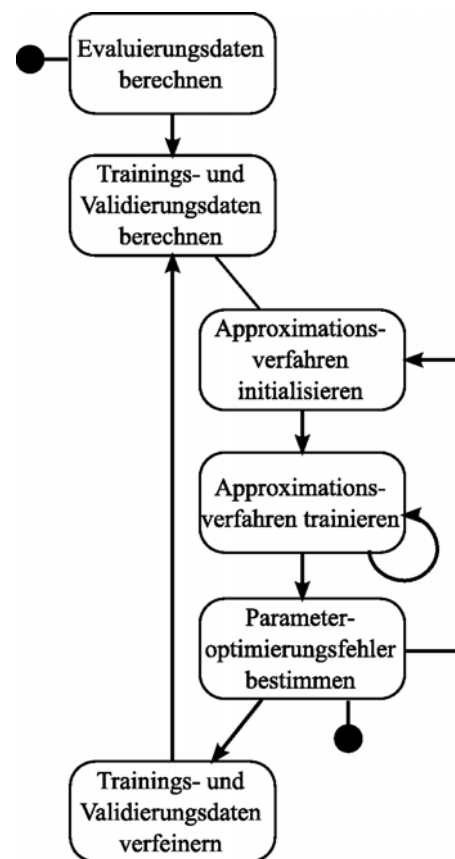 Evaluierungsdaten
berechnen
Trainings- und
Validierungsdaten
berechnen
Approximations-
verfahren
initialisieren
Approximations-
verfahren trainieren
Parameter-
optimierungsfehler
bestimmen
Trainings- und
Validierungsdaten
verfeinern